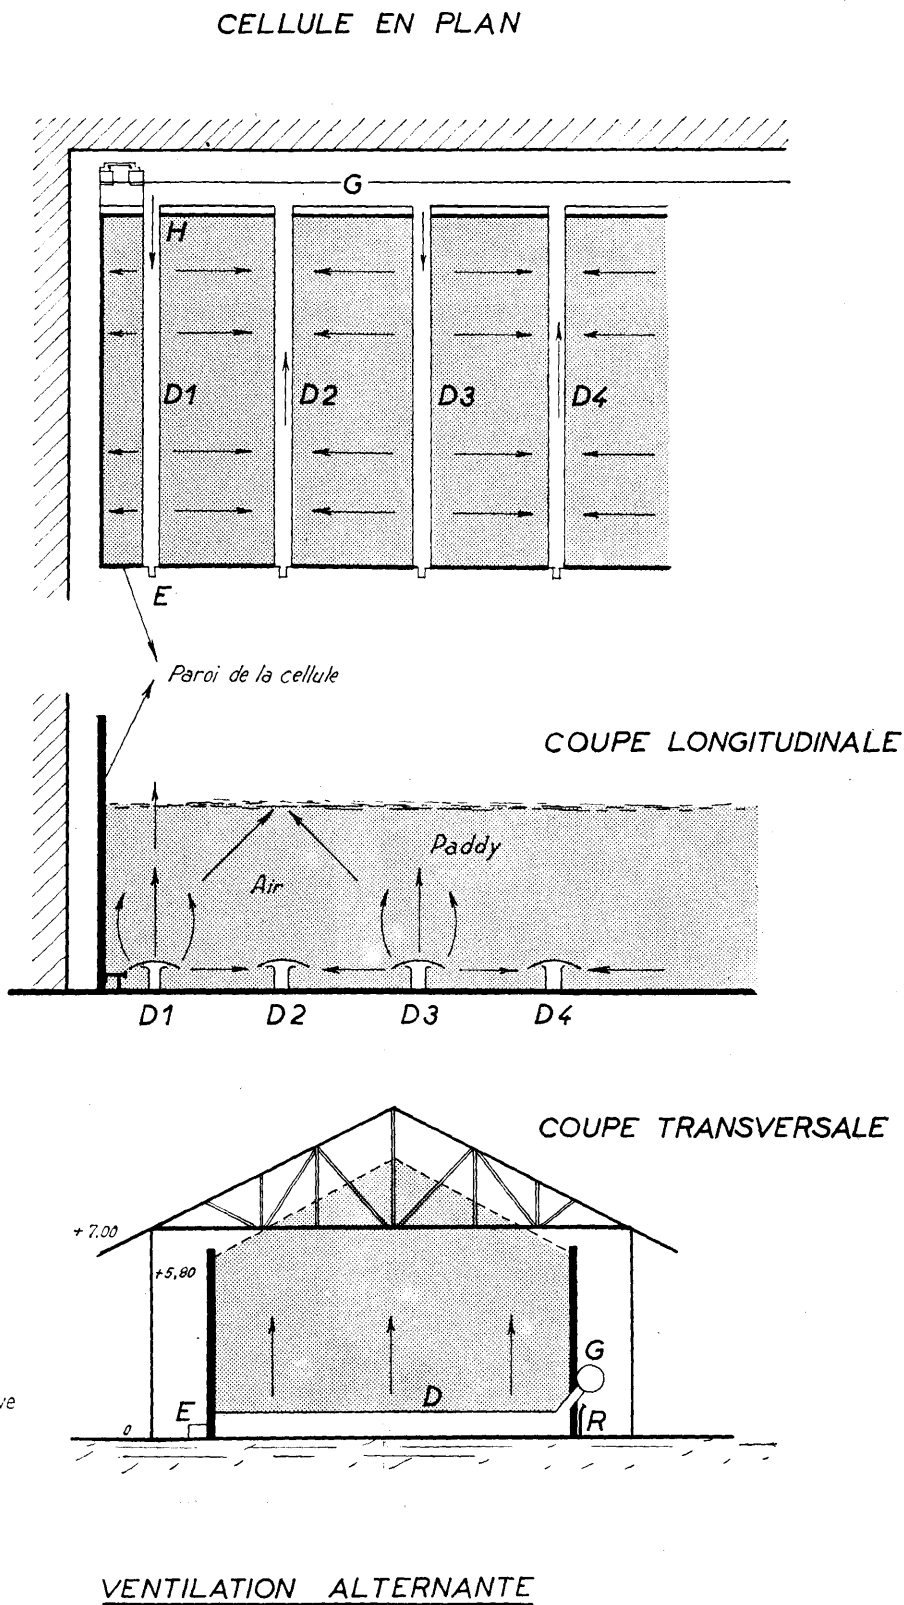 CELLULE EN PLAN
G
H
D1 D2 D3 D4
E
Paroi de la cellule
COUPE LONGITUDINALE
Paddy
Air
D1 D2 D3 D4
COUPE TRANSVERSALE
+ 7.00
+5,80
G
D
E
R
ve
0
VENTILATION ALTERNANTE